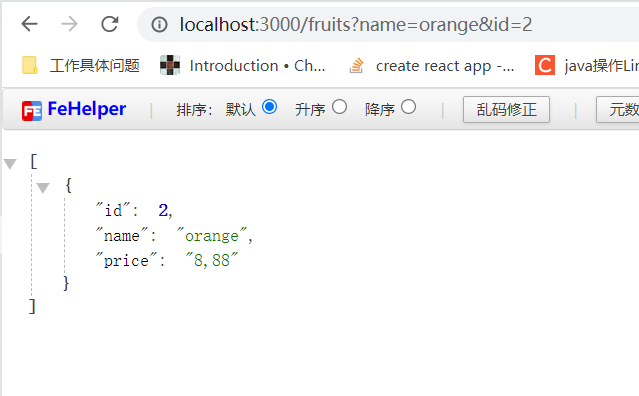 localhost:3000/fruits?name=orange&id=2
工作具体问题 Introduction • Ch... create react app -... java操作Lin
FeHelper | 排序： 默认 升序 降序 | 乱码修正 | 元数
[
{
"id": 2,
"name": "orange",
"price": "8,88"
}
]